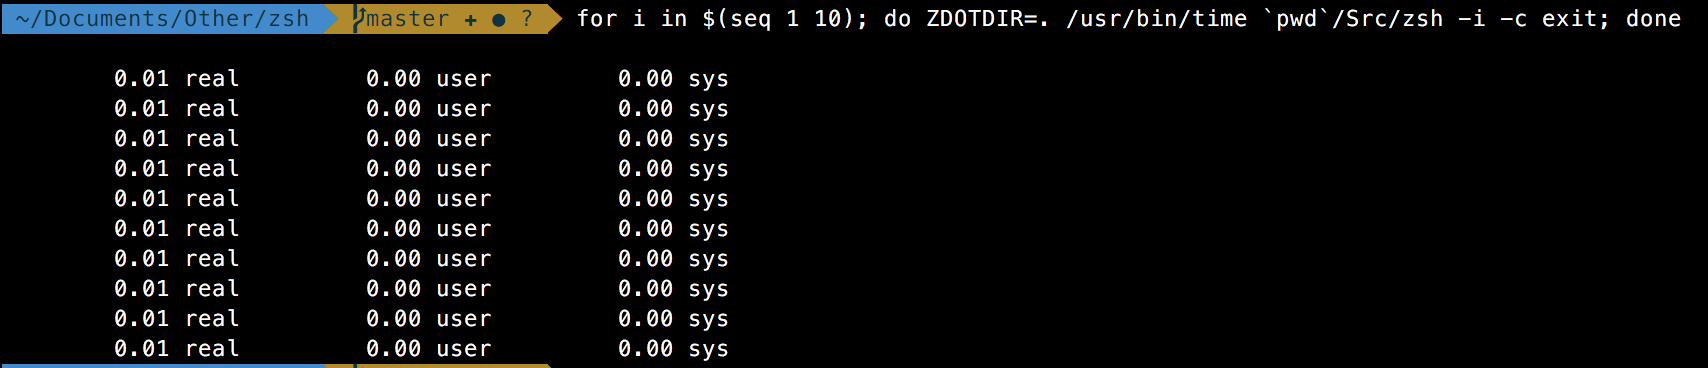 ~/Documents/Other/zsh master ✚ ● ? for i in $(seq 1 10); do ZDOTDIR=. /usr/bin/time `pwd`/Src/zsh -i -c exit; done
0.01 real 0.00 user 0.00 sys
0.01 real 0.00 user 0.00 sys
0.01 real 0.00 user 0.00 sys
0.01 real 0.00 user 0.00 sys
0.01 real 0.00 user 0.00 sys
0.01 real 0.00 user 0.00 sys
0.01 real 0.00 user 0.00 sys
0.01 real 0.00 user 0.00 sys
0.01 real 0.00 user 0.00 sys
0.01 real 0.00 user 0.00 sys